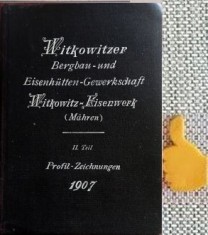 Witkowitzer
Bergbau- und
Eisenhütten-Gewerkschaft
Witkowitz-Eisenwerk
(Mähren)
II. Teil
Profil-Zeichnungen
1907